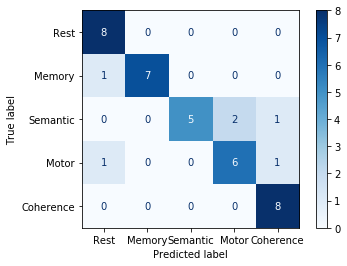 Rest 8 0 0 0 0
Memory 1 7 0 0 0
Semantic 0 0 5 2 1
Motor 1 0 0 6 1
Coherence 0 0 0 0 8
Rest Memory Semantic Motor Coherence
Predicted label
True label
8
7
6
5
4
3
2
1
0